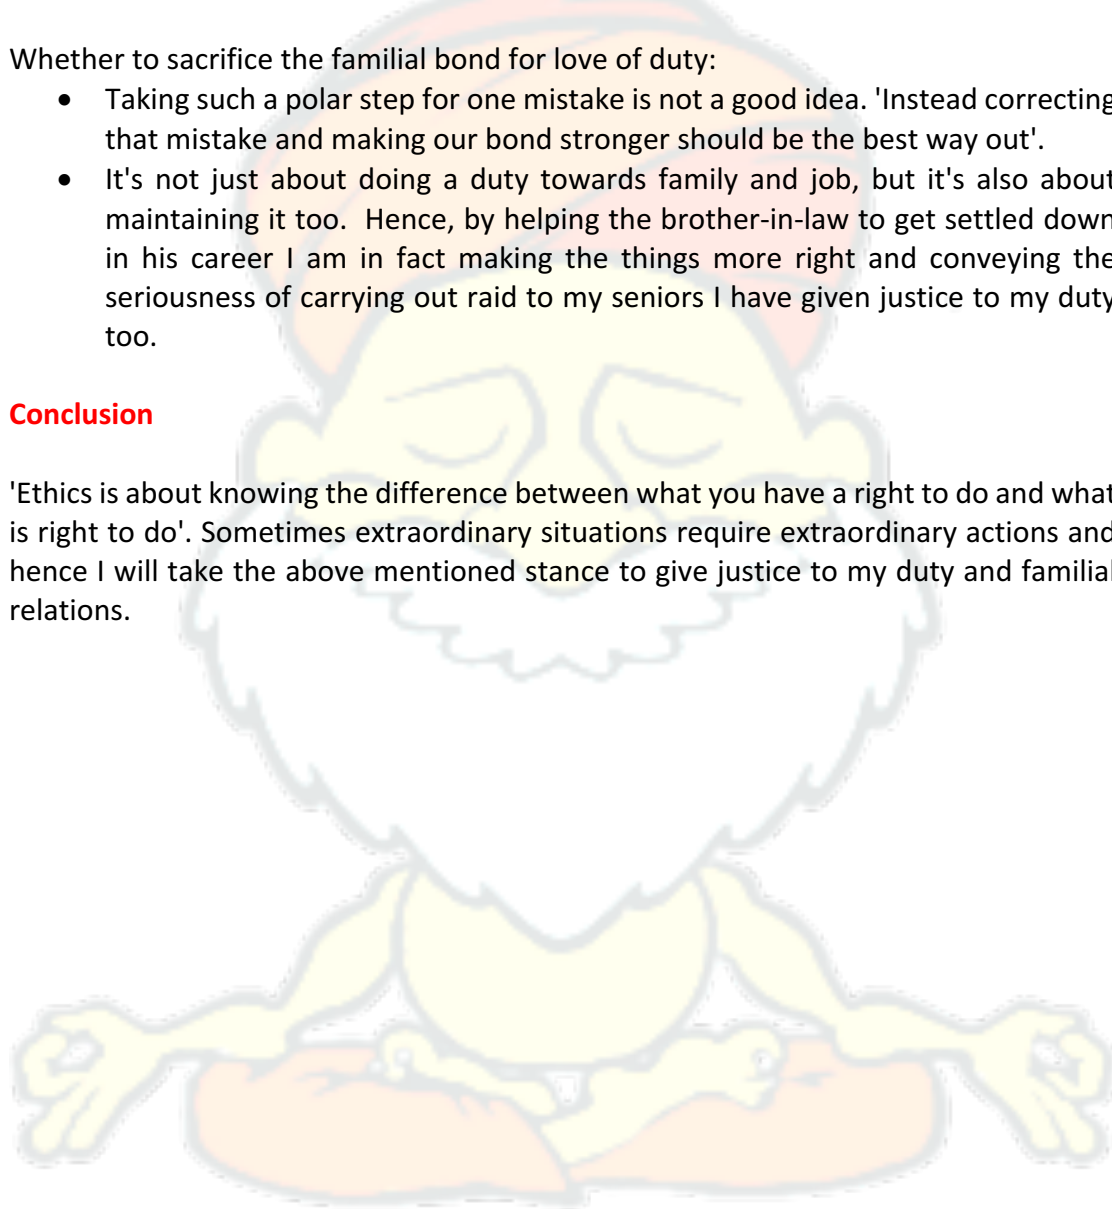 Whether to sacrifice the familial bond for love of duty:
• Taking such a polar step for one mistake is not a good idea. 'Instead correcting
that mistake and making our bond stronger should be the best way out'.
• It's not just about doing a duty towards family and job, but it's also about
maintaining it too. Hence, by helping the brother-in-law to get settled down
in his career I am in fact making the things more right and conveying the
seriousness of carrying out raid to my seniors I have given justice to my duty
too.
Conclusion
'Ethics is about knowing the difference between what you have a right to do and what
is right to do'. Sometimes extraordinary situations require extraordinary actions and
hence I will take the above mentioned stance to give justice to my duty and familial
relations.